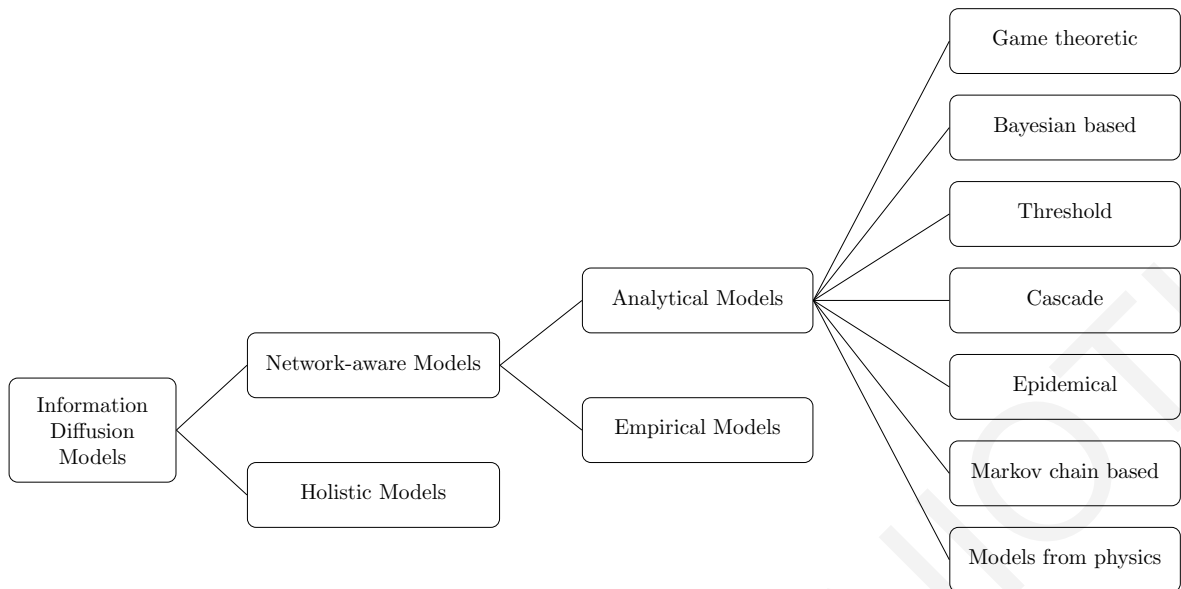 Game theoretic
Bayesian based
Threshold
Analytical Models
Cascade
Network-aware Models
Epidemical
Information
Diffusion
Models
Empirical Models
Markov chain based
Holistic Models
Models from physics